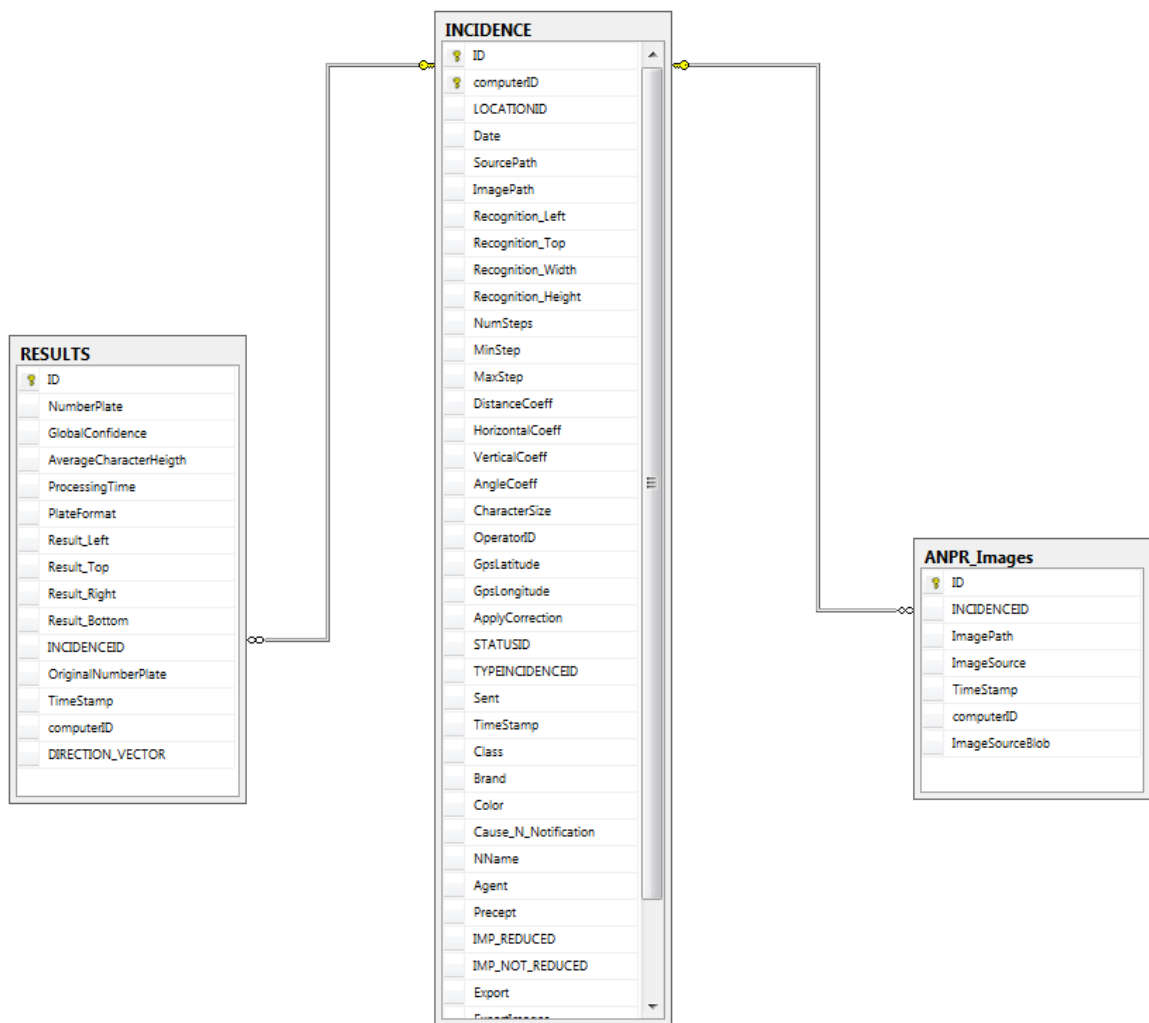 INCIDENCE
ID
computerID
LOCATIONID
Date
SourcePath
ImagePath
Recognition_Left
Recognition_Top
Recognition_Width
Recognition_Height
NumSteps
MinStep
MaxStep
DistanceCoeff
HorizontalCoeff
VerticalCoeff
AngleCoeff
CharacterSize
OperatorID
GpsLatitude
GpsLongitude
ApplyCorrection
STATUSID
TYPEINCIDENCEID
Sent
TimeStamp
Class
Brand
Color
Cause_N_Notification
NName
Agent
Precept
IMP_REDUCED
IMP_NOT_REDUCED
Export
ExportImages
RESULTS
ID
NumberPlate
GlobalConfidence
AverageCharacterHeigth
ProcessingTime
PlateFormat
Result_Left
Result_Top
Result_Right
Result_Bottom
INCIDENCEID
OriginalNumberPlate
TimeStamp
computerID
DIRECTION_VECTOR
ANPR_Images
ID
INCIDENCEID
ImagePath
ImageSource
TimeStamp
computerID
ImageSourceBlob